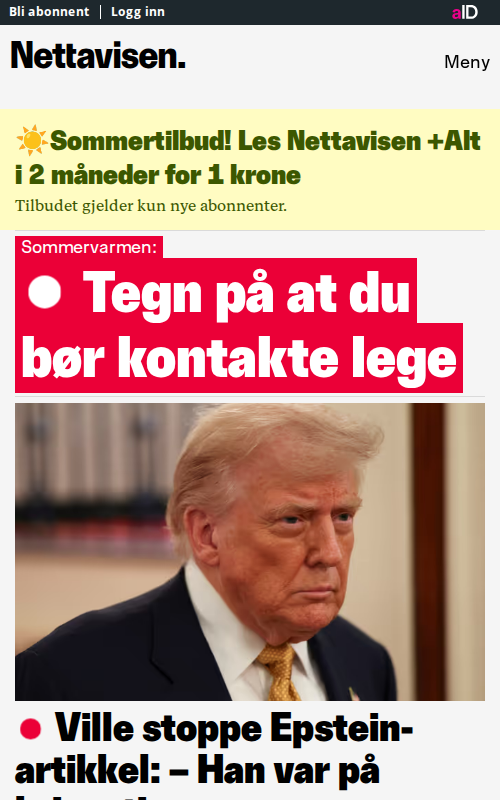 Bli abonnent | Logg inn
aID
Nettavisen.
Meny
Sommertilbud! Les Nettavisen +Alt
i 2 måneder for 1 krone
Tilbudet gjelder kun nye abonnenter.
Sommervarmen:
Tegn på at du
bør kontakte lege
Ville stoppe Epstein-
artikkel: – Han var på